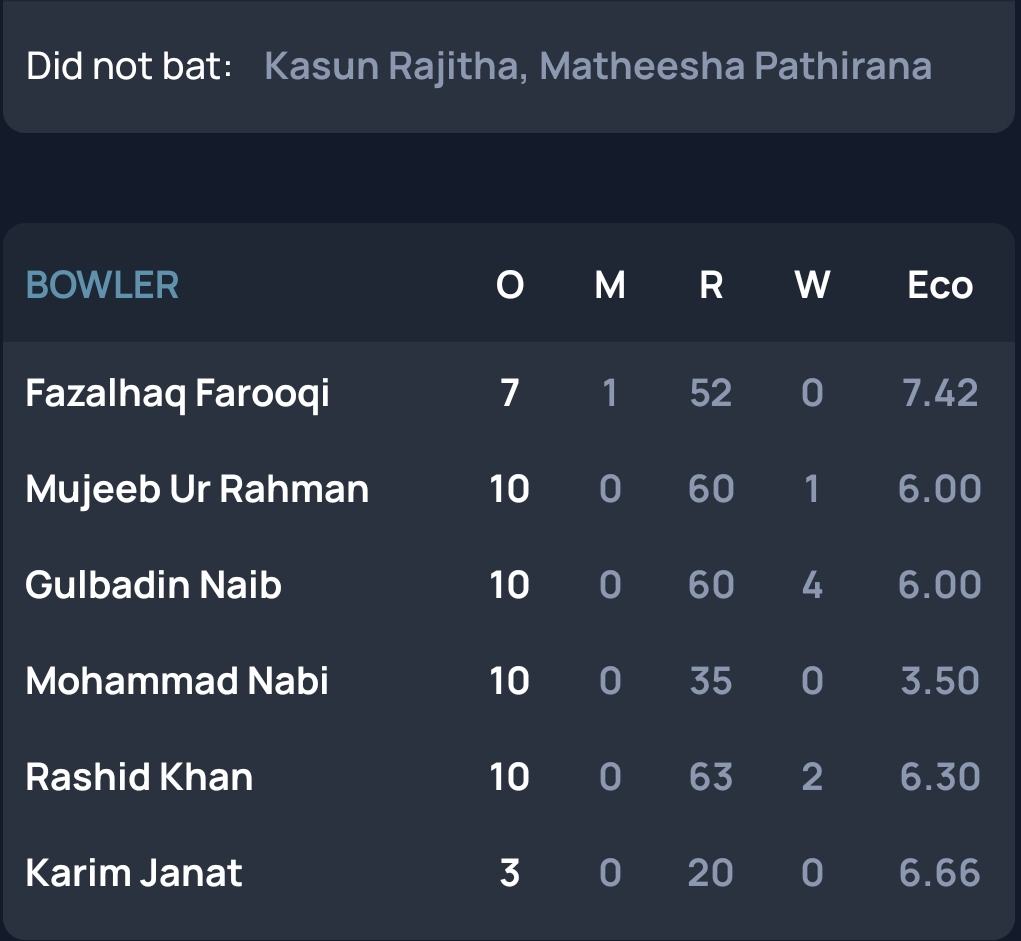 Did not bat: Kasun Rajitha, Matheesha Pathirana
BOWLER O M R W Eco
Fazalhaq Farooqi 7 1 52 0 7.42
Mujeeb Ur Rahman 10 0 60 1 6.00
Gulbadin Naib 10 0 60 4 6.00
Mohammad Nabi 10 0 35 0 3.50
Rashid Khan 10 0 63 2 6.30
Karim Janat 3 0 20 0 6.66